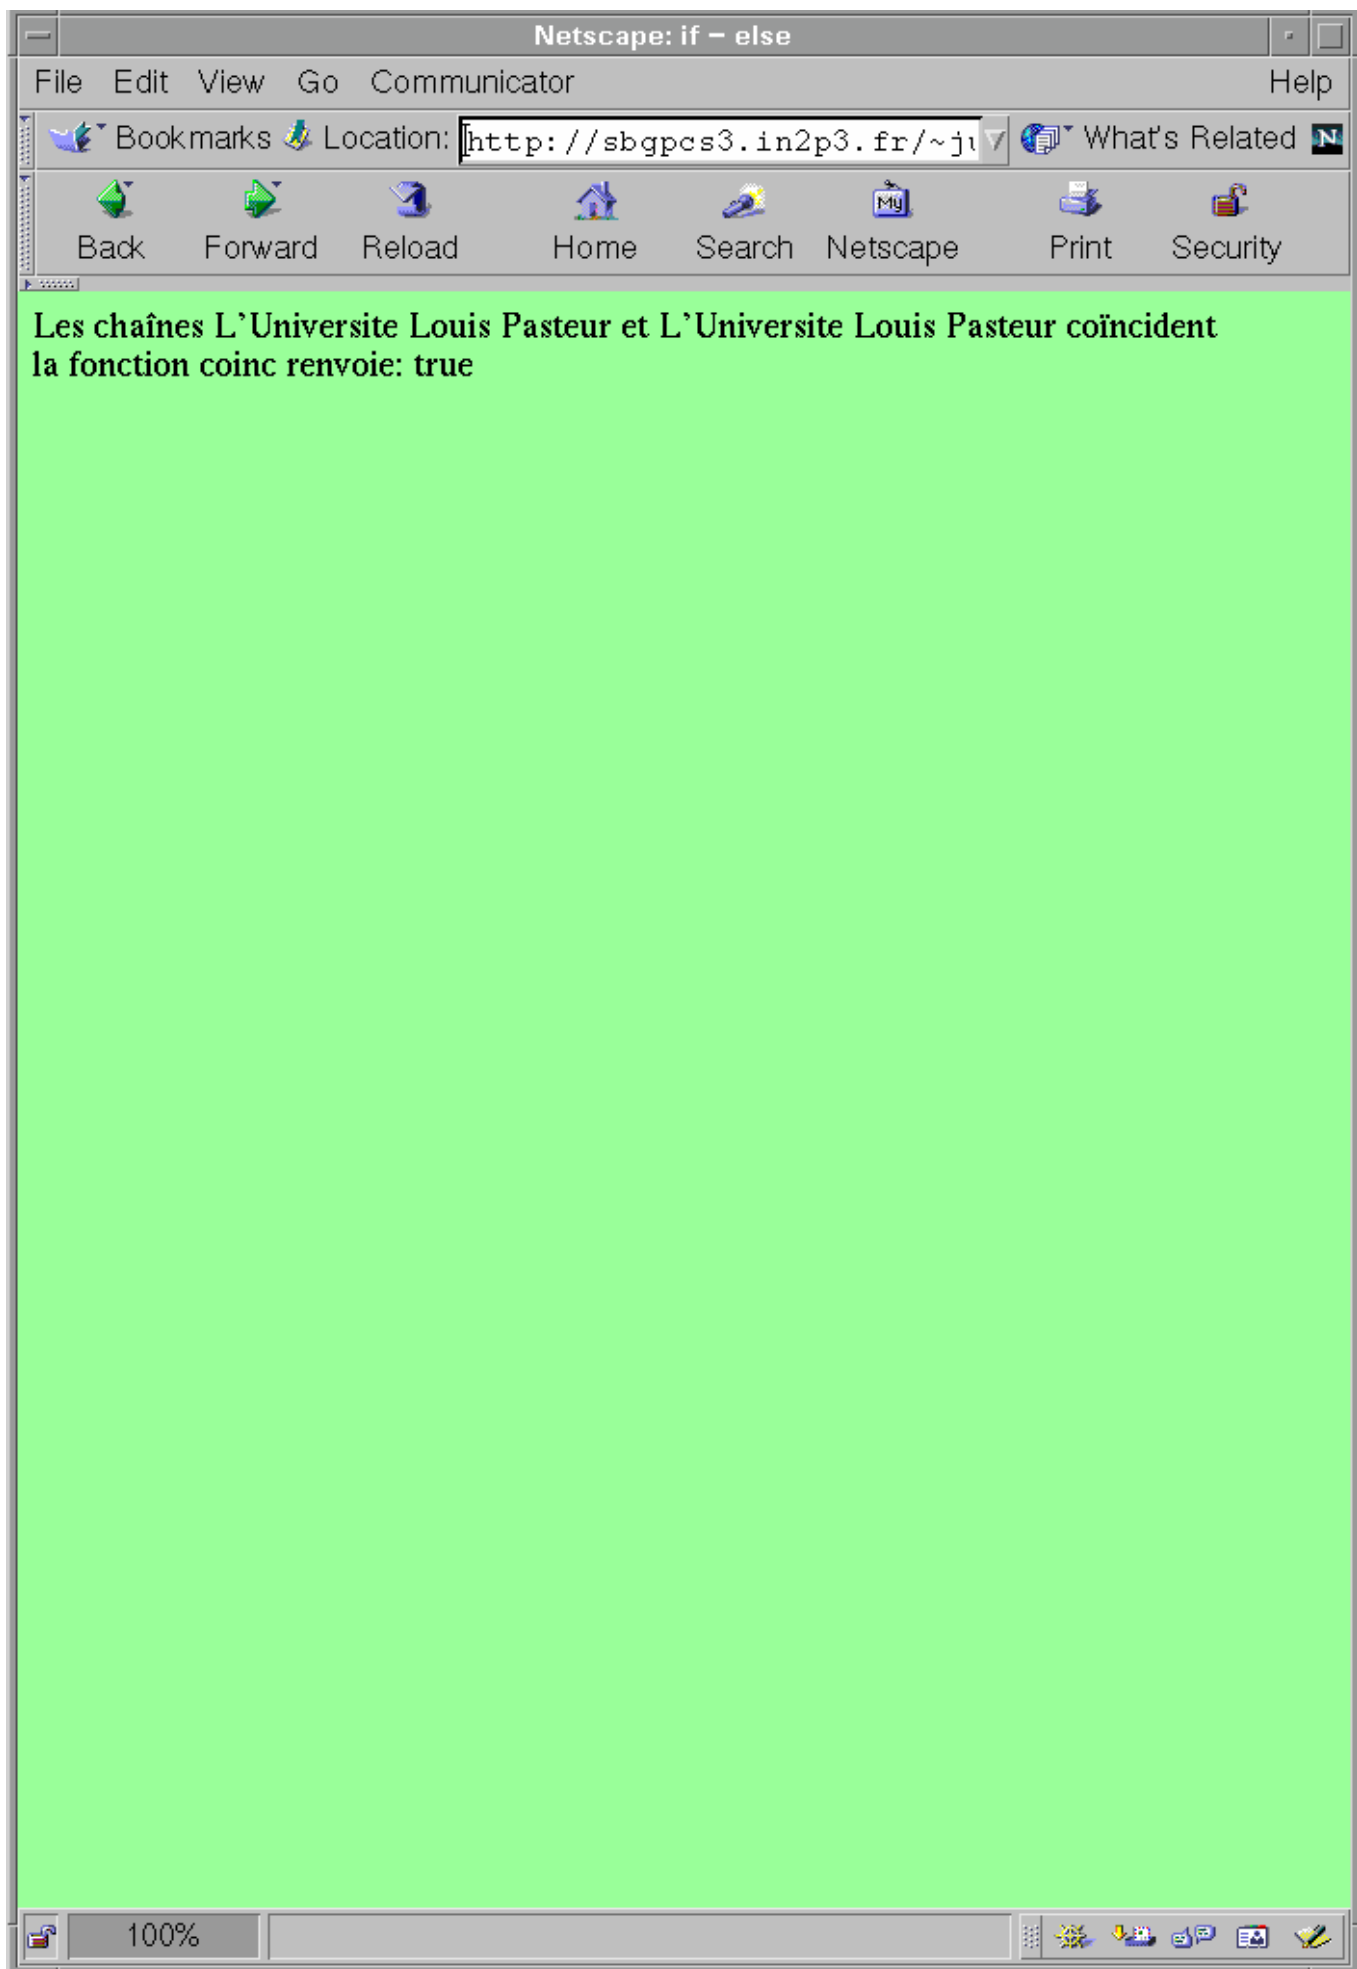 Netscape: if – else
File Edit View Go Communicator Help
Bookmarks Location: http://sbgpcs3.in2p3.fr/~ju What's Related N
My
Back Forward Reload Home Search Netscape Print Security
Les chaînes L’Universite Louis Pasteur et L’Universite Louis Pasteur coïncident
la fonction coinc renvoie: true
100%